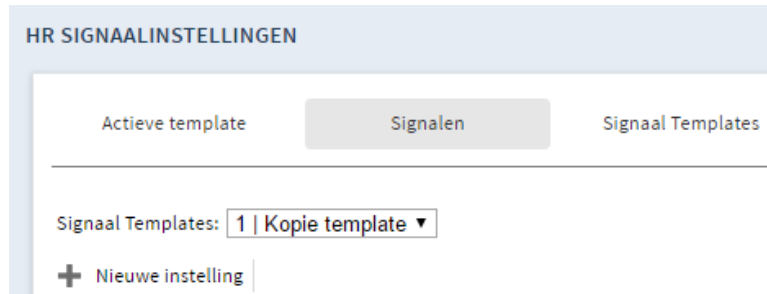 HR SIGNAALINSTELLINGEN
Actieve template Signalen Signaal Templates
Signaal Templates: 1 | Kopie template
Nieuwe instelling